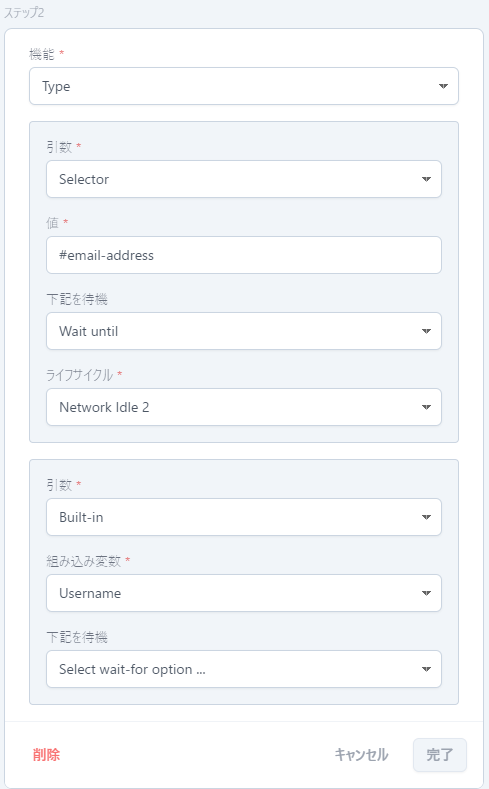 ステップ2
機能 *
Type
引数 *
Selector
値 *
#email-address
下記を待機
Wait until
ライフサイクル *
Network Idle 2
引数 *
Built-in
組み込み変数 *
Username
下記を待機
Select wait-for option ...
削除 キャンセル 完了